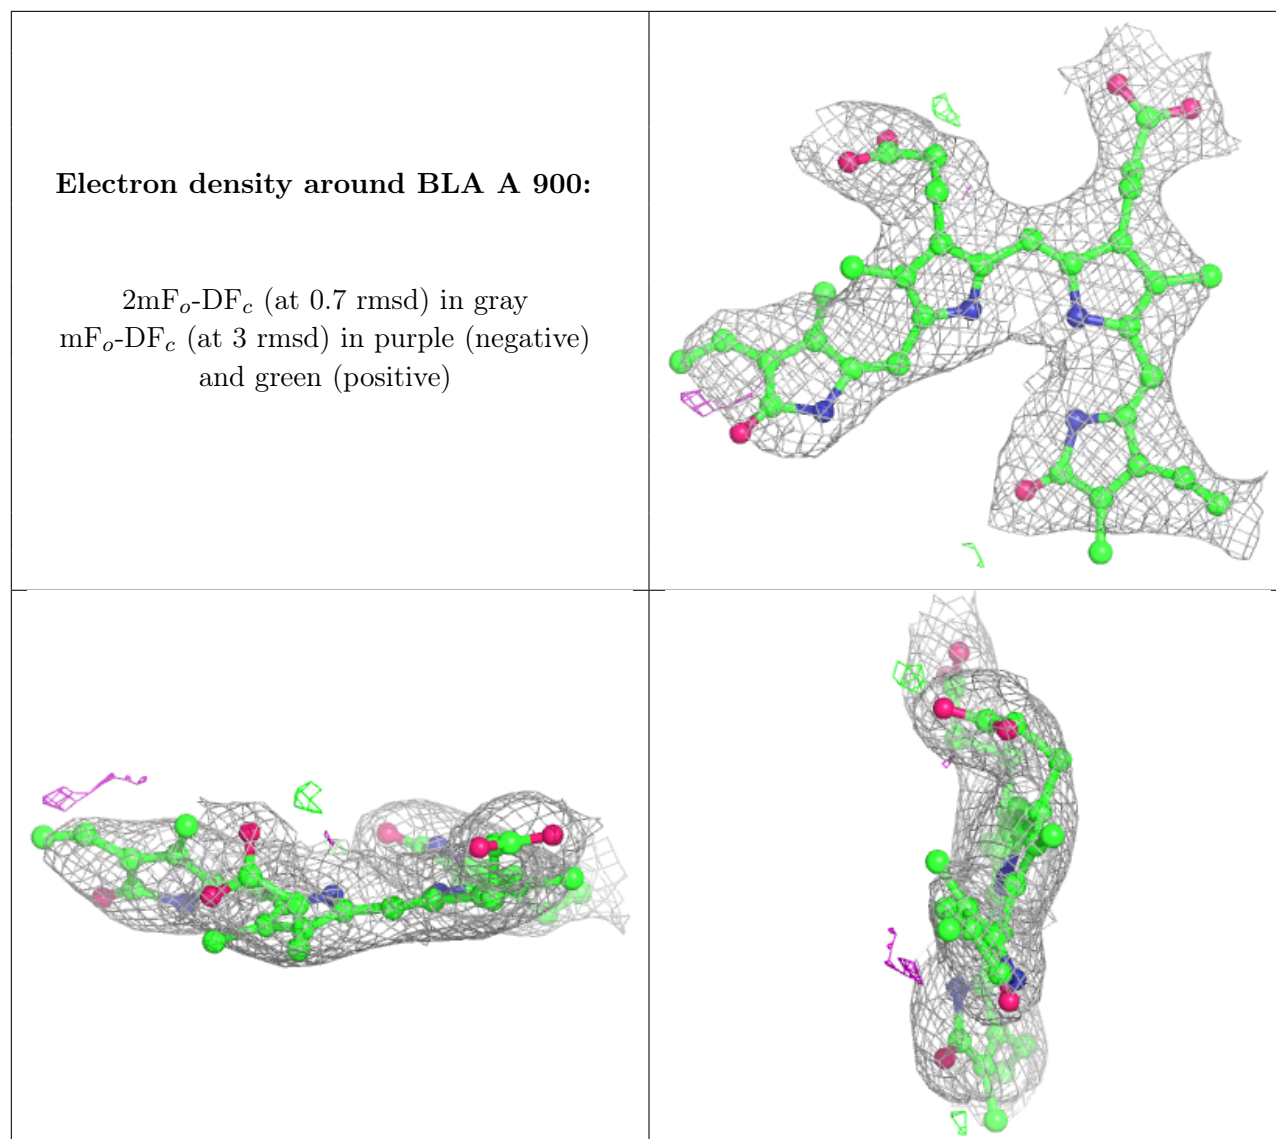 Electron density around BLA A 900:
2mFo-DFc (at 0.7 rmsd) in gray
mFo-DFc (at 3 rmsd) in purple (negative)
and green (positive)